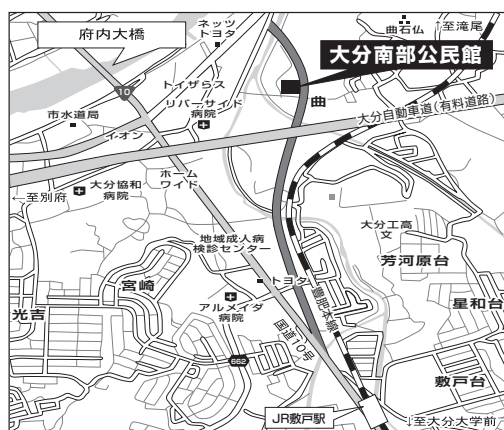 府内大橋
ネッツ
トヨタ
曲石仏
↑至滝尾
大分南部公民館
10
トイザらス
リバーサイド
病院
曲
市水道局
イオン
大分自動車道(有料道路)
ホーム
ワイド
←至別府
大分協和
病院
地域成人病
検診センター
大分工高
文
芳河原台
宮崎
トヨタ
アルメイダ
病院
豊肥本線
星和台
光吉
国道10号
662
敷戸台
JR敷戸駅
↓至大分大学前